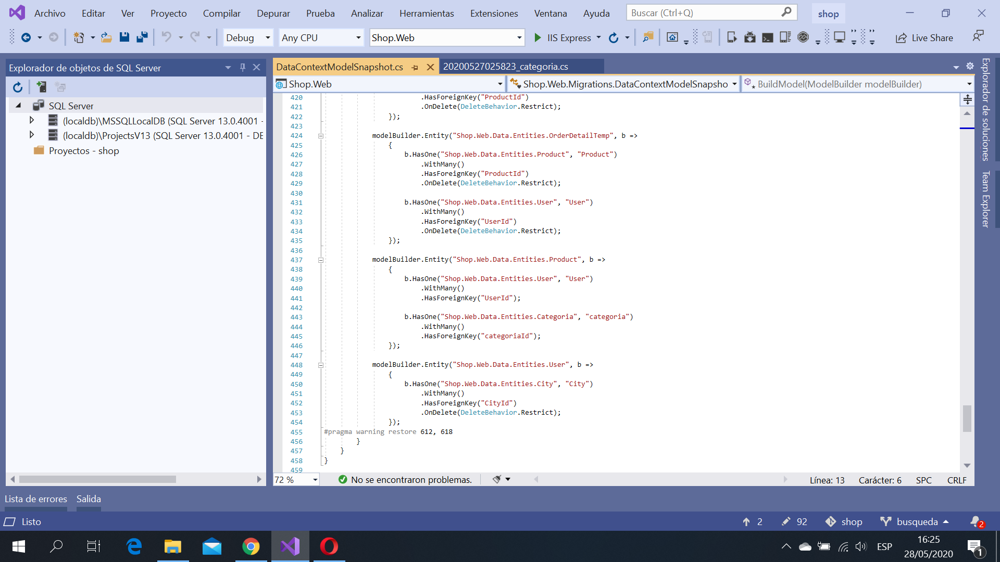 Archivo Editar Ver Proyecto Compilar Depurar Prueba Analizar Herramientas Extensiones Ventana Ayuda Buscar (Ctrl+Q) shop
Debug Any CPU Shop.Web IIS Express Live Share
Explorador de objetos de SQL Server
SQL Server
(localdb)\MSSQLLocalDB (SQL Server 13.0.4001 -
(localdb)\ProjectsV13 (SQL Server 13.0.4001 - DE
Proyectos - shop
DataContextModelSnapshot.cs 20200527025823_categoria.cs
Shop.Web Shop.Web.Migrations.DataContextModelSnapsho BuildModel(ModelBuilder modelBuilder)
420 .HasForeignKey("ProductId")
421 .OnDelete(DeleteBehavior.Restrict);
422 });
423
424 modelBuilder.Entity("Shop.Web.Data.Entities.OrderDetailTemp", b =>
425 {
426 b.HasOne("Shop.Web.Data.Entities.Product", "Product")
427 .WithMany()
428 .HasForeignKey("ProductId")
429 .OnDelete(DeleteBehavior.Restrict);
430
431 b.HasOne("Shop.Web.Data.Entities.User", "User")
432 .WithMany()
433 .HasForeignKey("UserId")
434 .OnDelete(DeleteBehavior.Restrict);
435 });
436
437 modelBuilder.Entity("Shop.Web.Data.Entities.Product", b =>
438 {
439 b.HasOne("Shop.Web.Data.Entities.User", "User")
440 .WithMany()
441 .HasForeignKey("UserId");
442
443 b.HasOne("Shop.Web.Data.Entities.Categoria", "categoria")
444 .WithMany()
445 .HasForeignKey("categoriaId");
446 });
447
448 modelBuilder.Entity("Shop.Web.Data.Entities.User", b =>
449 {
450 b.HasOne("Shop.Web.Data.Entities.City", "City")
451 .WithMany()
452 .HasForeignKey("CityId")
453 .OnDelete(DeleteBehavior.Restrict);
454 });
455 #pragma warning restore 612, 618
456 }
457 }
458 }
459
72 % No se encontraron problemas. Línea: 13 Carácter: 6 SPC CRLF
Explorador de soluciones
Team Explorer
Lista de errores Salida
Listo 2 92 shop busqueda 2
ESP 16:25
28/05/2020 1